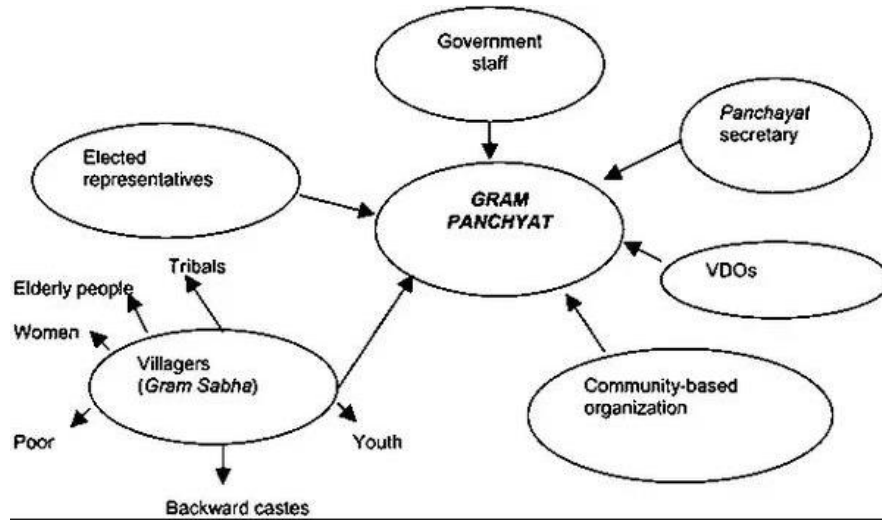 Government
staff
Panchayat
secretary
Elected
representatives
GRAM
PANCHYAT
Tribals
VDOs
Elderly people
Women
Villagers
(Gram Sabha)
Community-based
organization
Poor
Youth
Backward castes